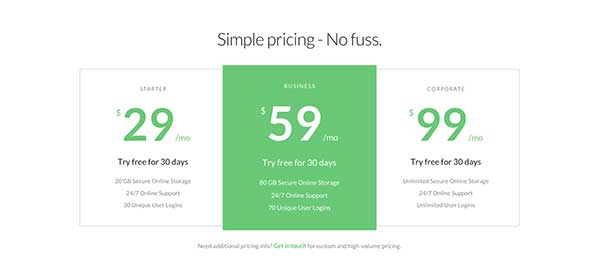 Simple pricing - No fuss.
STARTER
$29/mo
Try free for 30 days
20 GB Secure Online Storage
24/7 Online Support
30 Unique User Logins
BUSINESS
$59/mo
Try free for 30 days
80 GB Secure Online Storage
24/7 Online Support
70 Unique User Logins
CORPORATE
$99/mo
Try free for 30 days
Unlimited Secure Online Storage
24/7 Online Support
Unlimited User Logins
Need additional pricing info? Get in touch for custom and high-volume pricing.